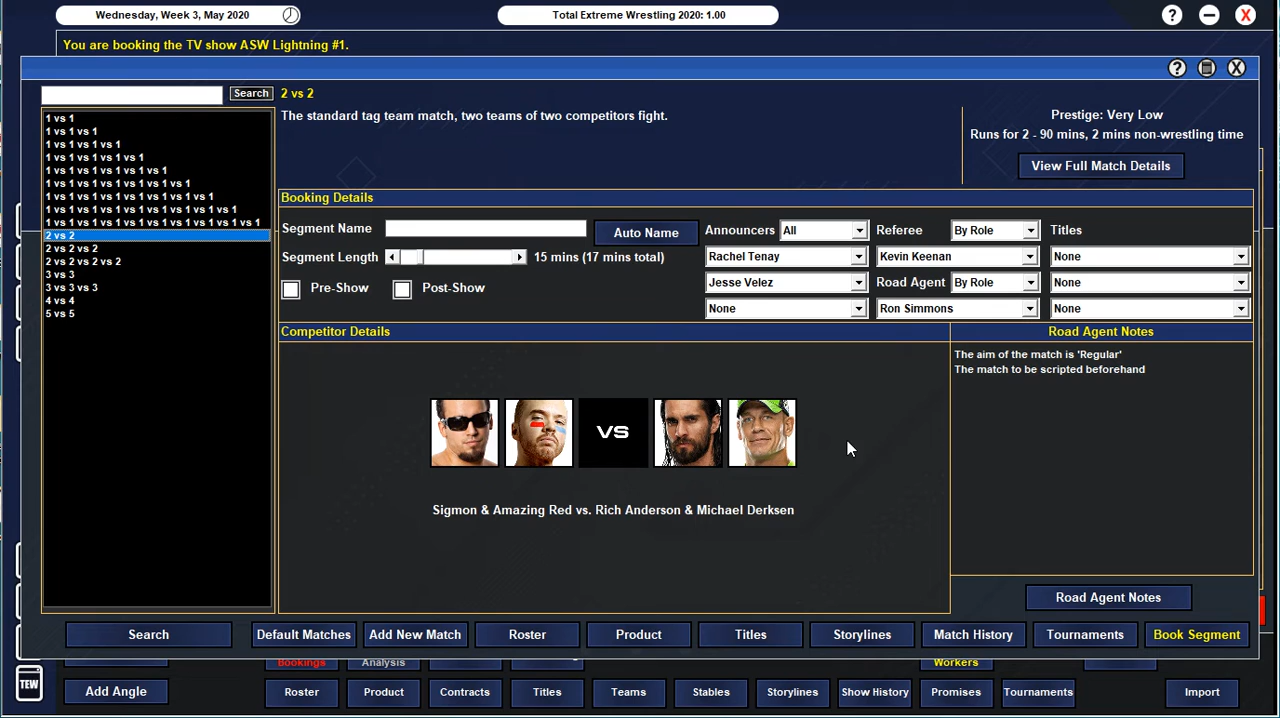 Wednesday, Week 3, May 2020
Total Extreme Wrestling 2020: 1.00
? X
You are booking the TV show ASW Lightning #1.
? X
Search
2 vs 2
The standard tag team match, two teams of two competitors fight.
Prestige: Very Low
Runs for 2 - 90 mins, 2 mins non-wrestling time
View Full Match Details
1 vs 1
1 vs 1 vs 1
1 vs 1 vs 1 vs 1
1 vs 1 vs 1 vs 1 vs 1
1 vs 1 vs 1 vs 1 vs 1 vs 1
1 vs 1 vs 1 vs 1 vs 1 vs 1 vs 1
1 vs 1 vs 1 vs 1 vs 1 vs 1 vs 1 vs 1
1 vs 1 vs 1 vs 1 vs 1 vs 1 vs 1 vs 1 vs 1
1 vs 1 vs 1 vs 1 vs 1 vs 1 vs 1 vs 1 vs 1 vs 1
2 vs 2
2 vs 2 vs 2
2 vs 2 vs 2 vs 2
3 vs 3
3 vs 3 vs 3
4 vs 4
5 vs 5
Booking Details
Segment Name Auto Name Announcers All Referee By Role Titles
Segment Length 15 mins (17 mins total) Rachel Tenay Kevin Keenan None
Pre-Show Post-Show Jesse Velez Road Agent By Role None
None Ron Simmons None
Competitor Details
Road Agent Notes
The aim of the match is 'Regular'
The match to be scripted beforehand
VS
Sigmon & Amazing Red vs. Rich Anderson & Michael Derksen
Road Agent Notes
Search Default Matches Add New Match Roster Product Titles Storylines Match History Tournaments Book Segment
Bookings Analysis Workers
TEW Add Angle Roster Product Contracts Titles Teams Stables Storylines Show History Promises Tournaments Import